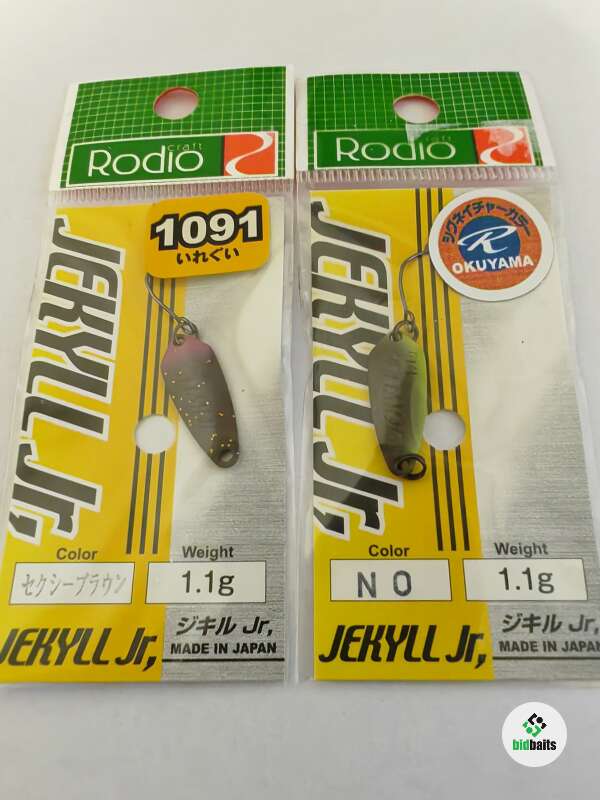 Rodio
craft
1091
いれぐい
JEKYLL Jr,
Color
Weight
セクシーブラウン
1.1g
JEKYLL Jr,
ジキル Jr,
MADE IN JAPAN
Rodio
craft
シグネイチャーカラー
R
OKUYAMA
JEKYLL Jr,
Color
Weight
NO
1.1g
JEKYLL Jr,
ジキル Jr,
MADE IN JAPAN
bidbaits